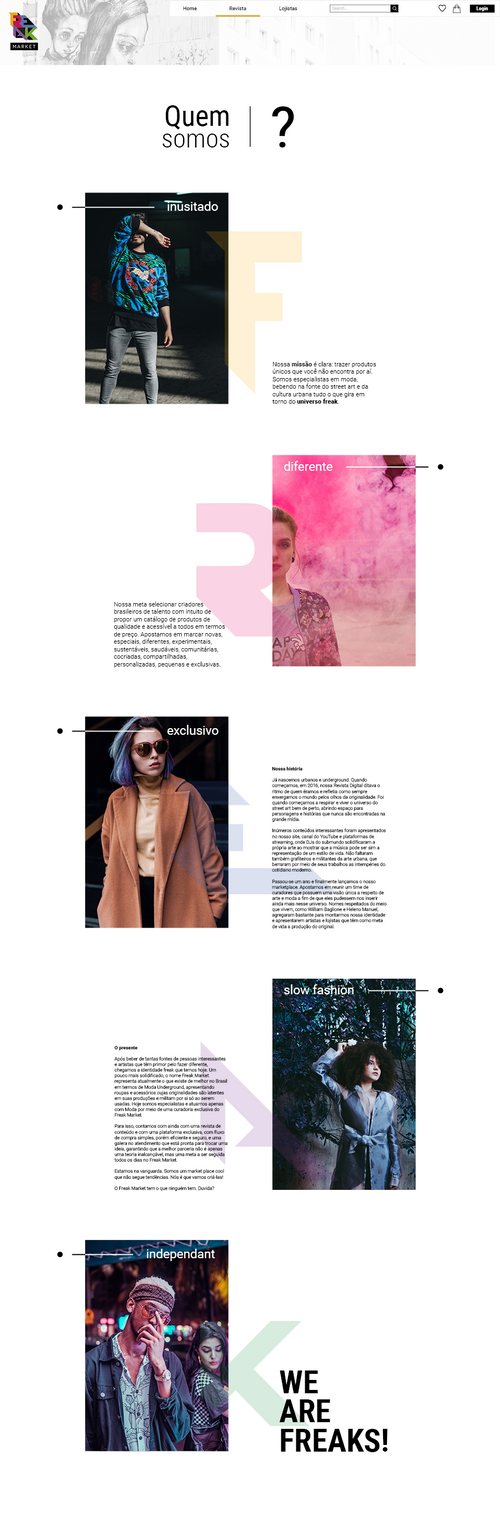 FREAK
MARKET
Home
Revista
Lojistas
Search...
Login
Quem
somos
?
inusitado
F
Nossa missão é clara: trazer produtos
únicos que você não encontra por aí.
Somos especialistas em moda,
bebendo na fonte do street art e da
cultura urbana tudo o que gira em
torno do universo freak.
diferente
R
Nossa meta selecionar criadores
brasileiros de talento com intuito de
propor um catálogo de produtos de
qualidade e acessível a todos em termos
de preço. Apostamos em marcar novas,
especiais, diferentes, experimentais,
sustentáveis, saudáveis, comunitárias,
cocriadas, compartilhadas,
personalizadas, pequenas e exclusivas.
exclusivo
E
Nossa história
Já nascemos urbanos e underground. Quando
começamos, em 2016, nossa Revista Digital ditava o
ritmo de quem éramos e refletia como sempre
enxergamos o mundo pelos olhos da originalidade. Foi
quando começamos a respirar e viver o universo do
street art bem de perto, abrindo espaço para
personagens e histórias que nunca são encontradas na
grande mídia.
Inúmeros conteúdos interessantes foram apresentados
no nosso site, canal do YouTube e plataformas de
streaming, onde DJs do submundo solidificaram a
própria arte ao mostrar que a música pode ser sim a
representação de um estilo de vida. Não faltaram
também grafiteiros e militantes da arte urbana, que
berraram por meio de seus trabalhos as intempéries do
cotidiano moderno.
Passou-se um ano e finalmente lançamos o nosso
marketplace. Apostamos em reunir um time de
curadores que possuem uma visão única a respeito de
arte e moda a fim de que eles pudessem nos inserir
ainda mais nesse universo. Nomes respeitados do meio
que vivem, como William Baglione e Heleno Manuel,
agregaram bastante para montarmos nossa identidade
e apresentarem artistas e lojistas que têm como meta
de vida a produção do original.
slow fashion
A
O presente
Após beber de tantas fontes de pessoas interessantes
e artistas que têm primor pelo fazer diferente,
chegamos a identidade freak que temos hoje. Um
pouco mais solidificado, o nome Freak Market
representa atualmente o que existe de melhor no Brasil
em termos de Moda Underground, apresentando
roupas e acessórios cujas originalidades são latentes
em suas produções e militam por si só ao serem
usadas. Hoje somos especialistas e atuamos apenas
com Moda por meio de uma curadoria exclusiva do
Freak Market.
Para isso, contamos com ainda com uma revista de
conteúdo e com uma plataforma exclusiva, com fluxo
de compra simples, porém eficiente e seguro, e uma
galera no atendimento que está pronta para trocar uma
ideia, garantindo que a melhor parceria não é apenas
uma teoria inalcançável, mas uma meta a ser seguida
todos os dias no Freak Market.
Estamos na vanguarda. Somos um market place cool
que não segue tendências. Nós é que vamos criá-las!
O Freak Market tem o que ninguém tem. Duvida?
independant
K
WE
ARE
FREAKS!